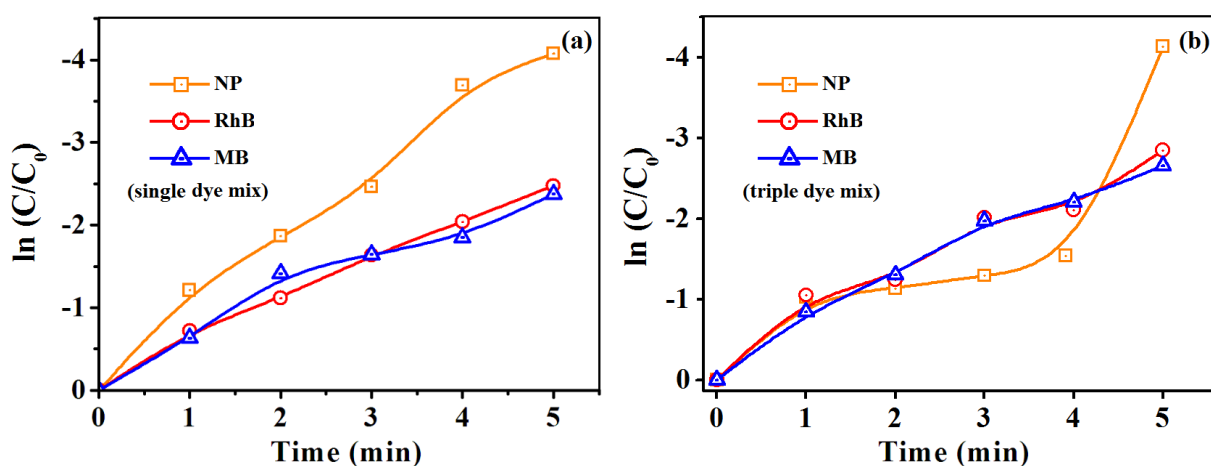 (a)
ln (C/C₀)
-4
-3
-2
-1
0
NP
RhB
MB
(single dye mix)
0 1 2 3 4 5
Time (min)
(b)
ln (C/C₀)
-4
-3
-2
-1
0
NP
RhB
MB
(triple dye mix)
0 1 2 3 4 5
Time (min)